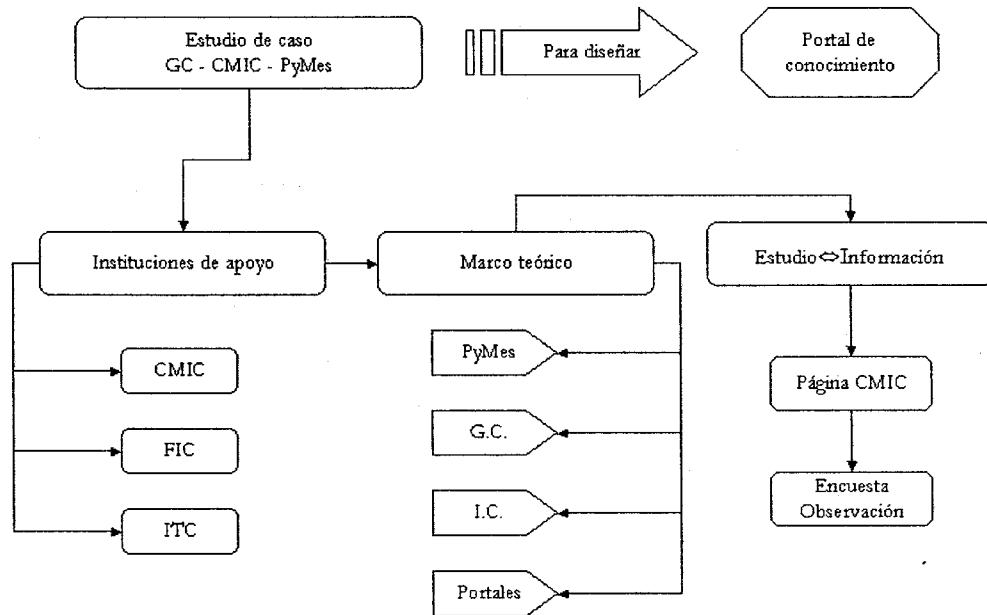 Estudio de caso
GC - CMIC - PyMes
Para diseñar
Portal de
conocimiento
Instituciones de apoyo
Marco teórico
Estudio⇔Información
CMIC
FIC
ITC
PyMes
G.C.
I.C.
Portales
Página CMIC
Encuesta
Observación